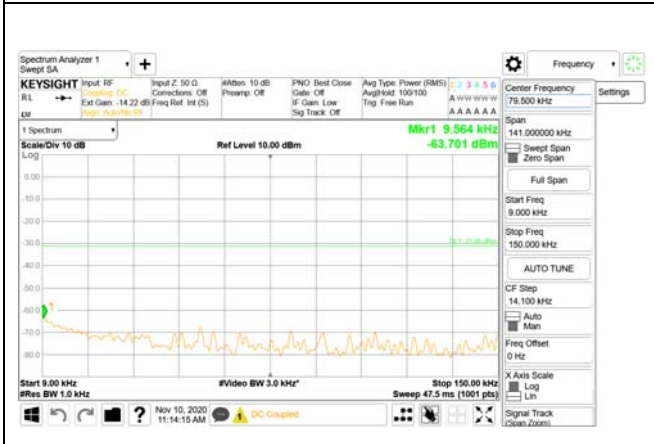 Spectrum Analyzer 1
Swept SA
+
Frequency
KEYSIGHT
RL
Input: RF
Coupling: DC
Ext Gain: -14.22 dB
Align: Auto/No RF
Input Z: 50 Ω
Corrections: Off
Freq Ref: Int (S)
#Atten: 10 dB
Preamp: Off
PNO: Best Close
Gate: Off
IF Gain: Low
Sig Track: Off
Avg Type: Power (RMS)
Avg|Hold: 100/100
Trig: Free Run
1 2 3 4 5 6
A W W W W W
A A A A A A
1 Spectrum
Scale/Div 10 dB
Ref Level 10.00 dBm
Mkr1 9.564 kHz
-63.701 dBm
Log
0.00
-10.0
-20.0
-30.0
-40.0
-50.0
-60.0
-70.0
-80.0
1
Start 9.00 kHz
#Res BW 1.0 kHz
#Video BW 3.0 kHz*
Stop 150.00 kHz
Sweep 47.5 ms (1001 pts)
Nov 10, 2020
11:14:15 AM
DC Coupled
Center Frequency
79.500 kHz
Settings
Span
141.000000 kHz
Swept Span
Zero Span
Full Span
Start Freq
9.000 kHz
Stop Freq
150.000 kHz
AUTO TUNE
CF Step
14.100 kHz
Auto
Man
Freq Offset
0 Hz
X Axis Scale
Log
Lin
Signal Track
(Span Zoom)